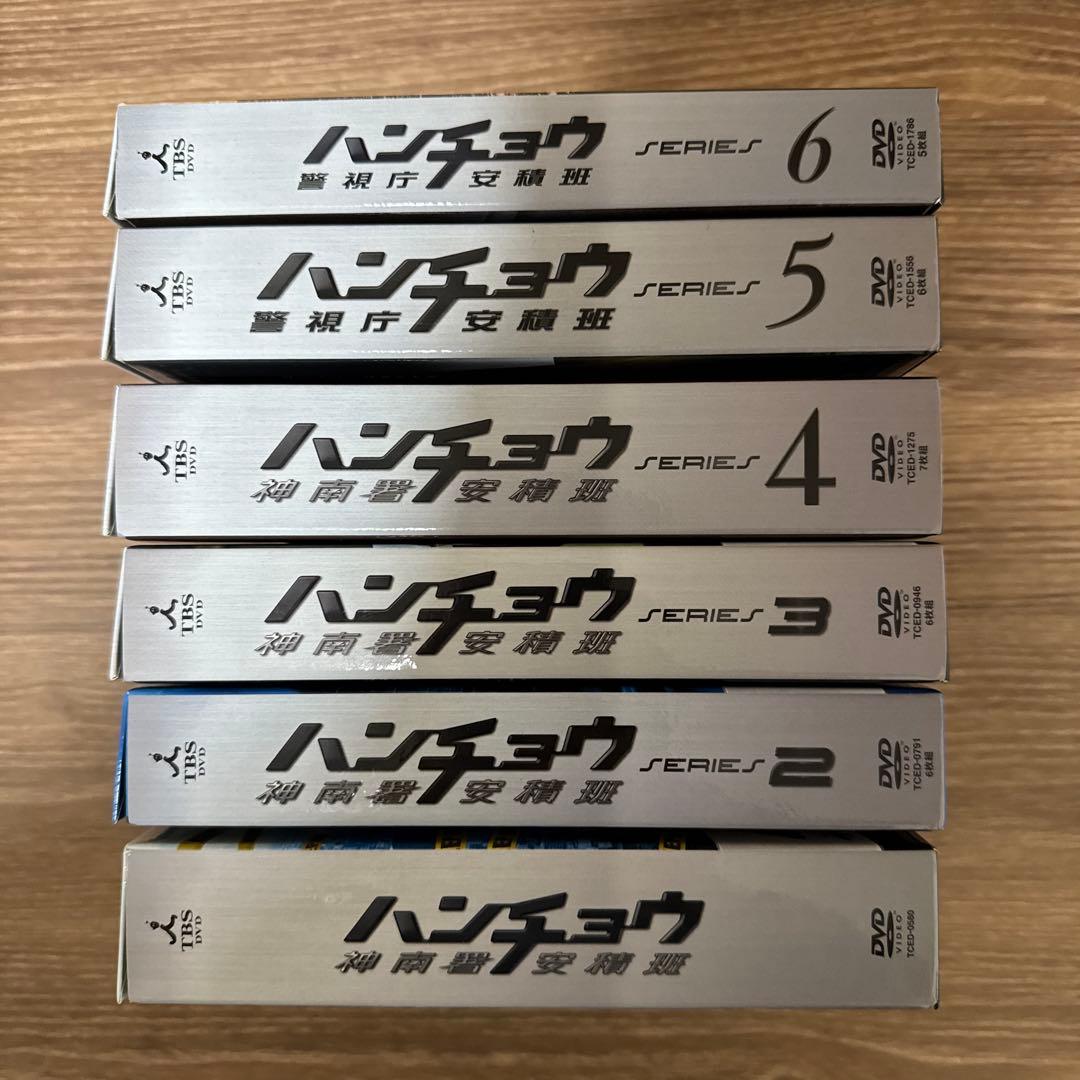 TBS
DVD
ハンチョウ
警視庁 安積班
SERIES 6
DVD
VIDEO
TCED-1786
5枚組
TBS
DVD
ハンチョウ
警視庁 安積班
SERIES 5
DVD
VIDEO
TCED-1556
6枚組
TBS
DVD
ハンチョウ
神南署 安積班
SERIES 4
DVD
VIDEO
TCED-1275
7枚組
TBS
DVD
ハンチョウ
神南署 安積班
SERIES 3
DVD
VIDEO
TCED-0946
6枚組
TBS
DVD
ハンチョウ
神南署 安積班
SERIES 2
DVD
VIDEO
TCED-0791
6枚組
TBS
DVD
ハンチョウ
神南署 安積班
DVD
VIDEO
TCED-0560